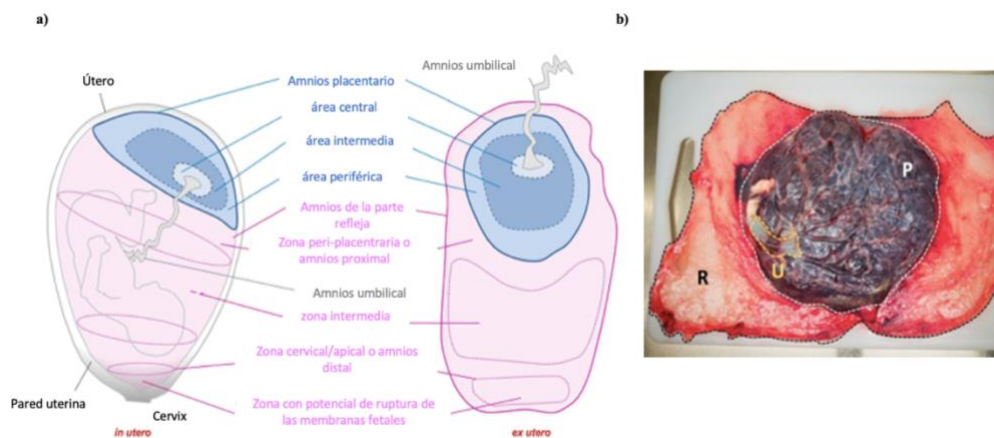 a)
b)
Amnios umbilical
Útero
Amnios placentario
área central
área intermedia
área periférica
Amnios de la parte
refleja
Zona peri-placentraria o
amnios proximal
Amnios umbilical
zona intermedia
Zona cervical/apical o amnios
distal
Pared uterina
Zona con potencial de ruptura de
las membranas fetales
Cervix
in utero
ex utero
P
U
R